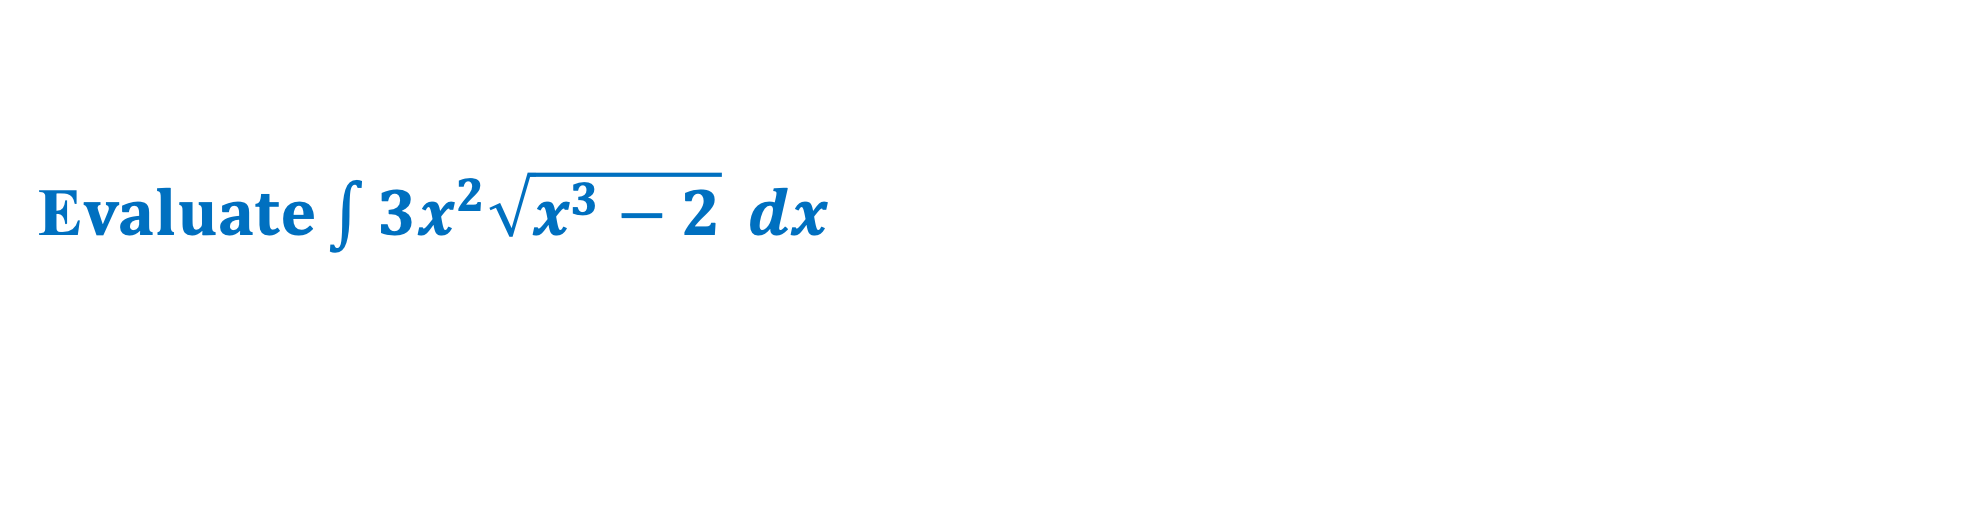 Evaluate ∫ 3x²√(x³ − 2) dx